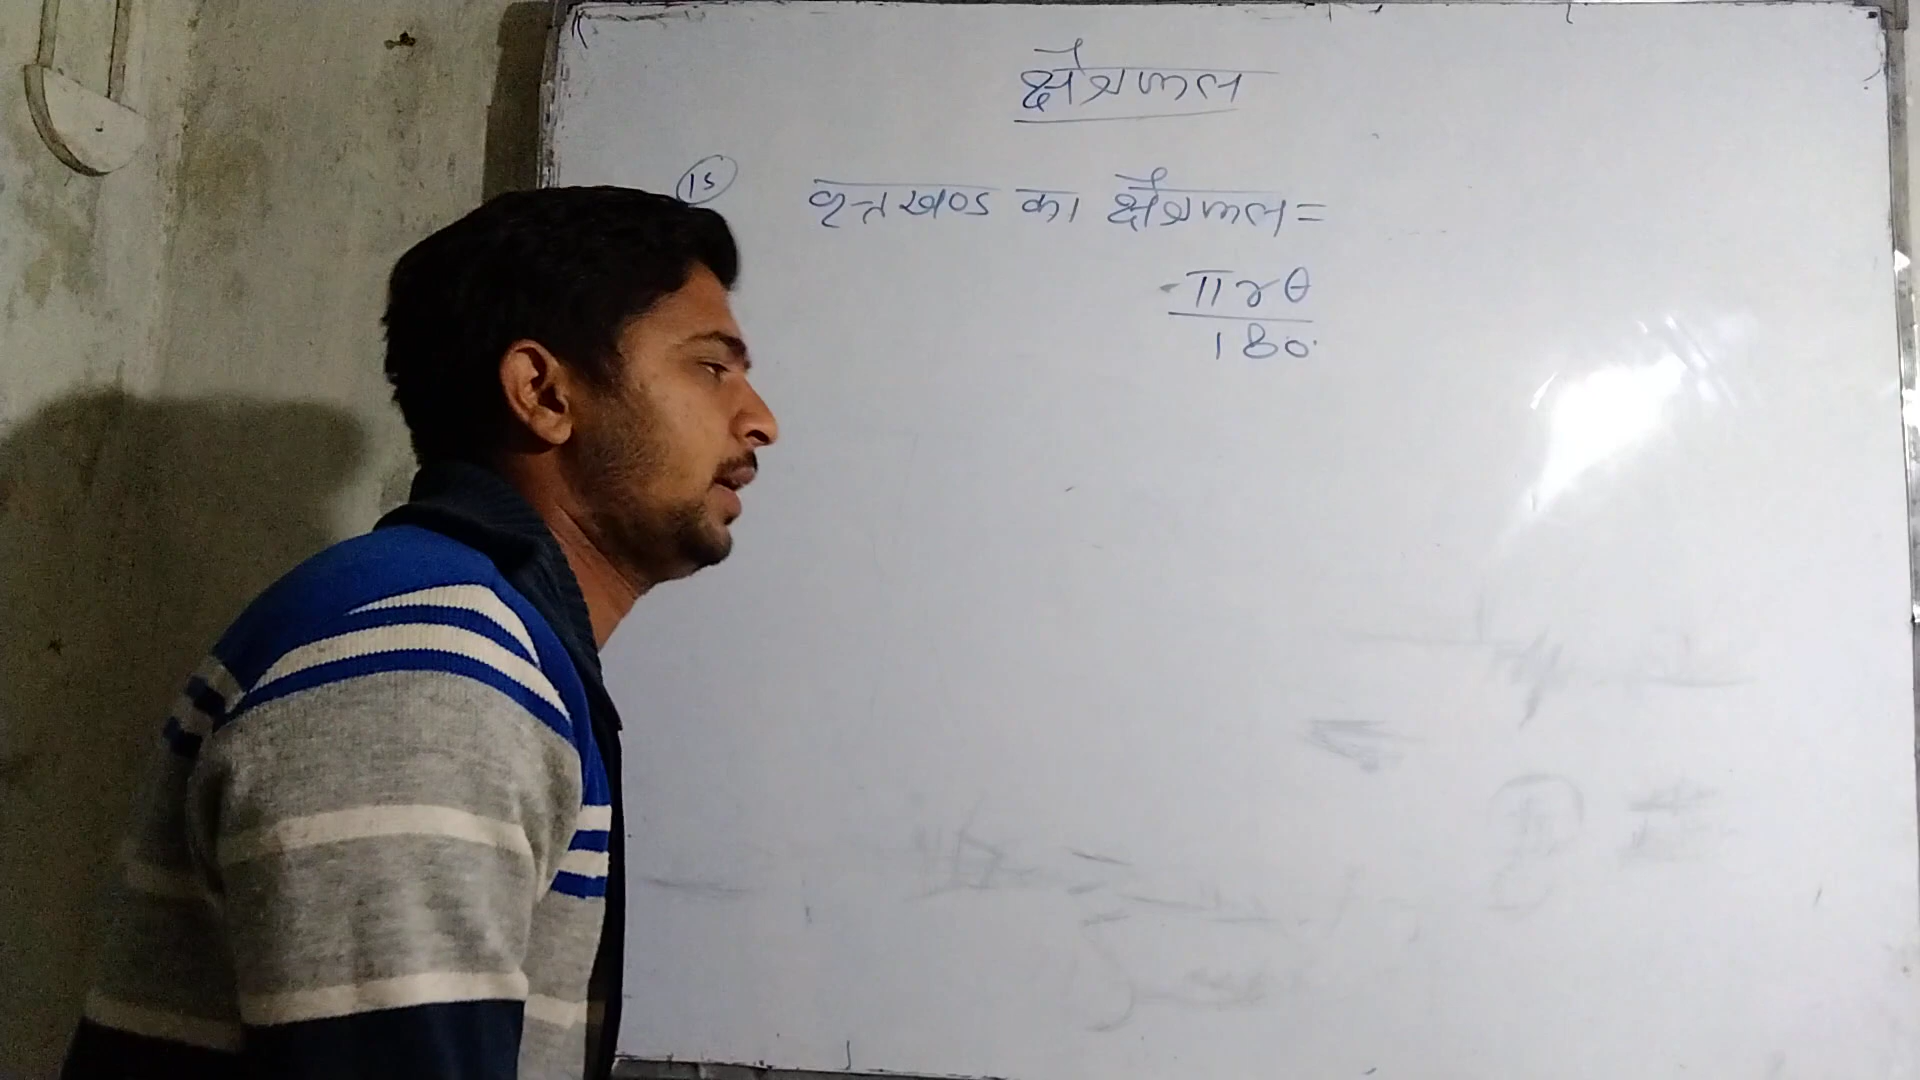 क्षेत्रफल
15 वृत्तखण्ड का क्षेत्रफल =
πrθ
180